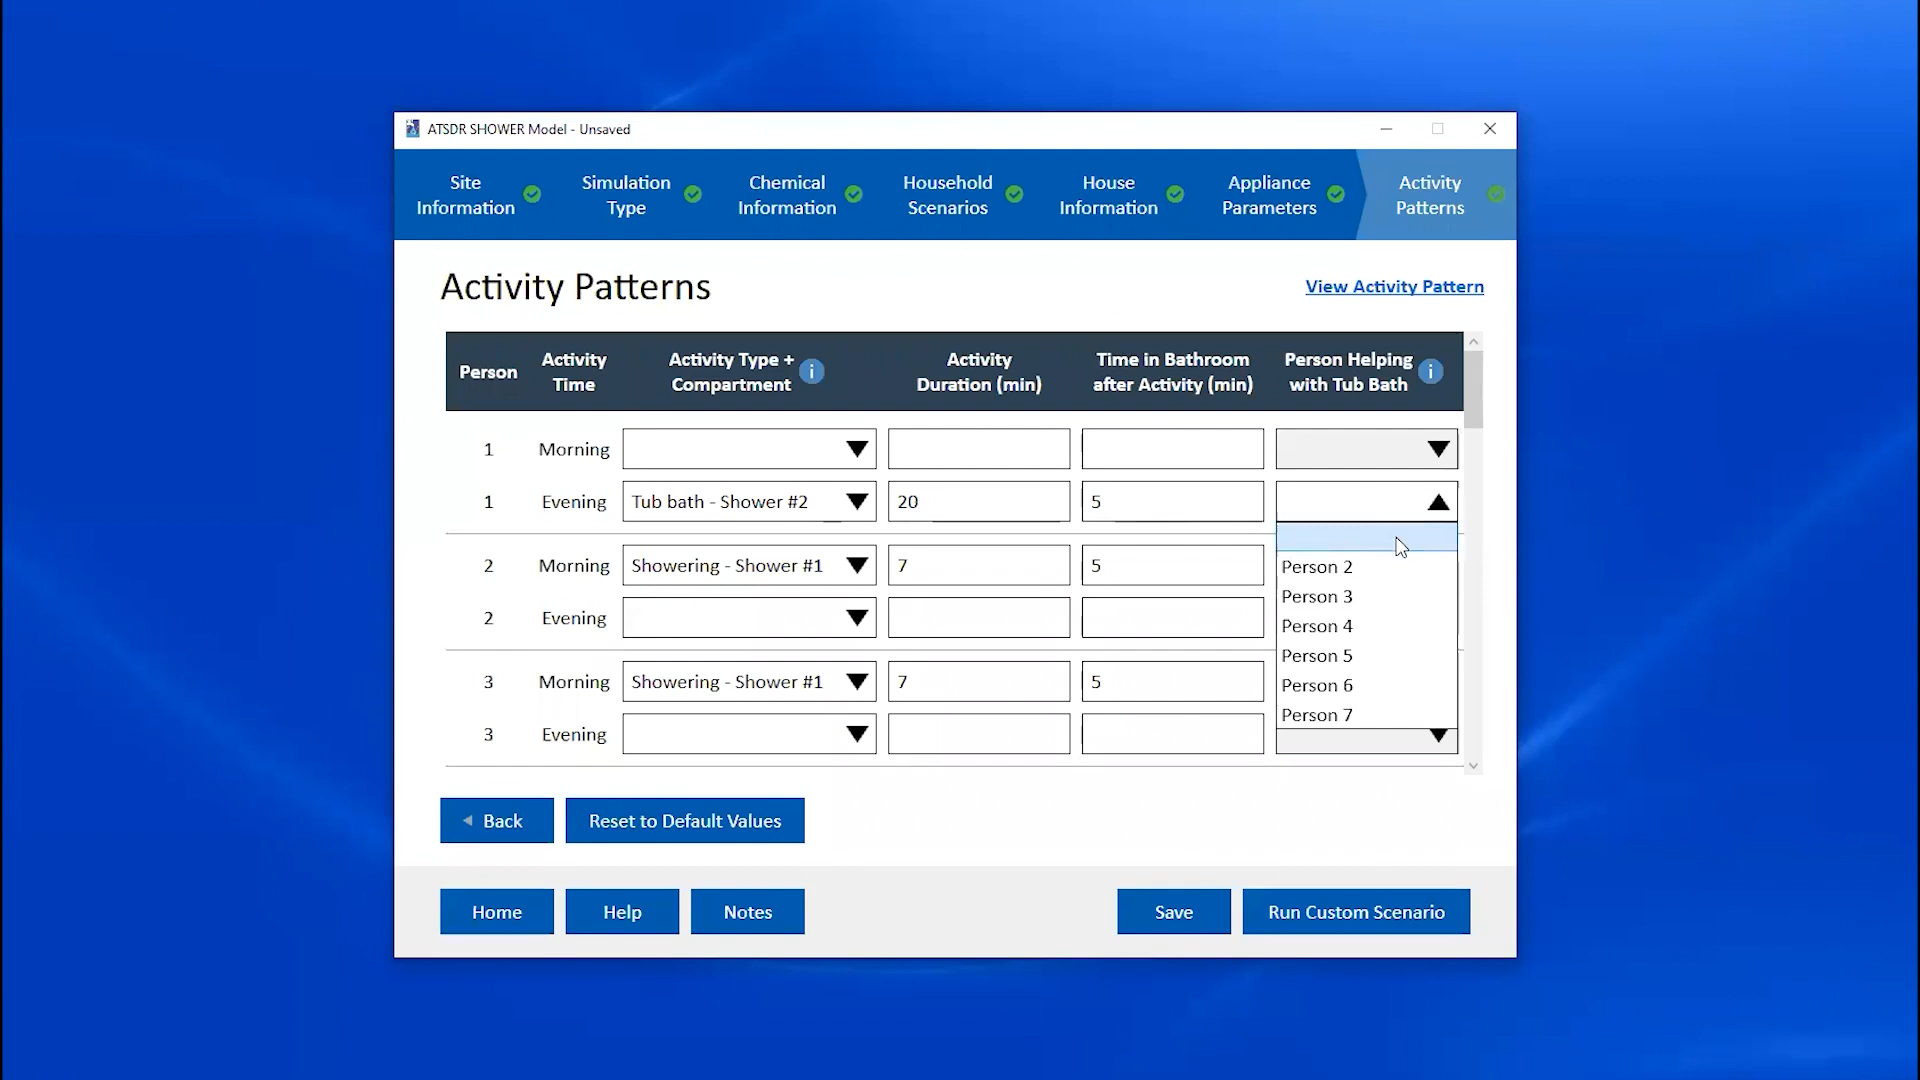 ATSDR SHOWER Model - Unsaved
Site Information
Simulation Type
Chemical Information
Household Scenarios
House Information
Appliance Parameters
Activity Patterns
Activity Patterns
View Activity Pattern
Person
Activity Time
Activity Type + Compartment i
Activity Duration (min)
Time in Bathroom after Activity (min)
Person Helping with Tub Bath i
1 Morning
1 Evening Tub bath - Shower #2 20 5
2 Morning Showering - Shower #1 7 5
Person 2
Person 3
2 Evening
Person 4
Person 5
3 Morning Showering - Shower #1 7 5
Person 6
Person 7
3 Evening
Back
Reset to Default Values
Home
Help
Notes
Save
Run Custom Scenario